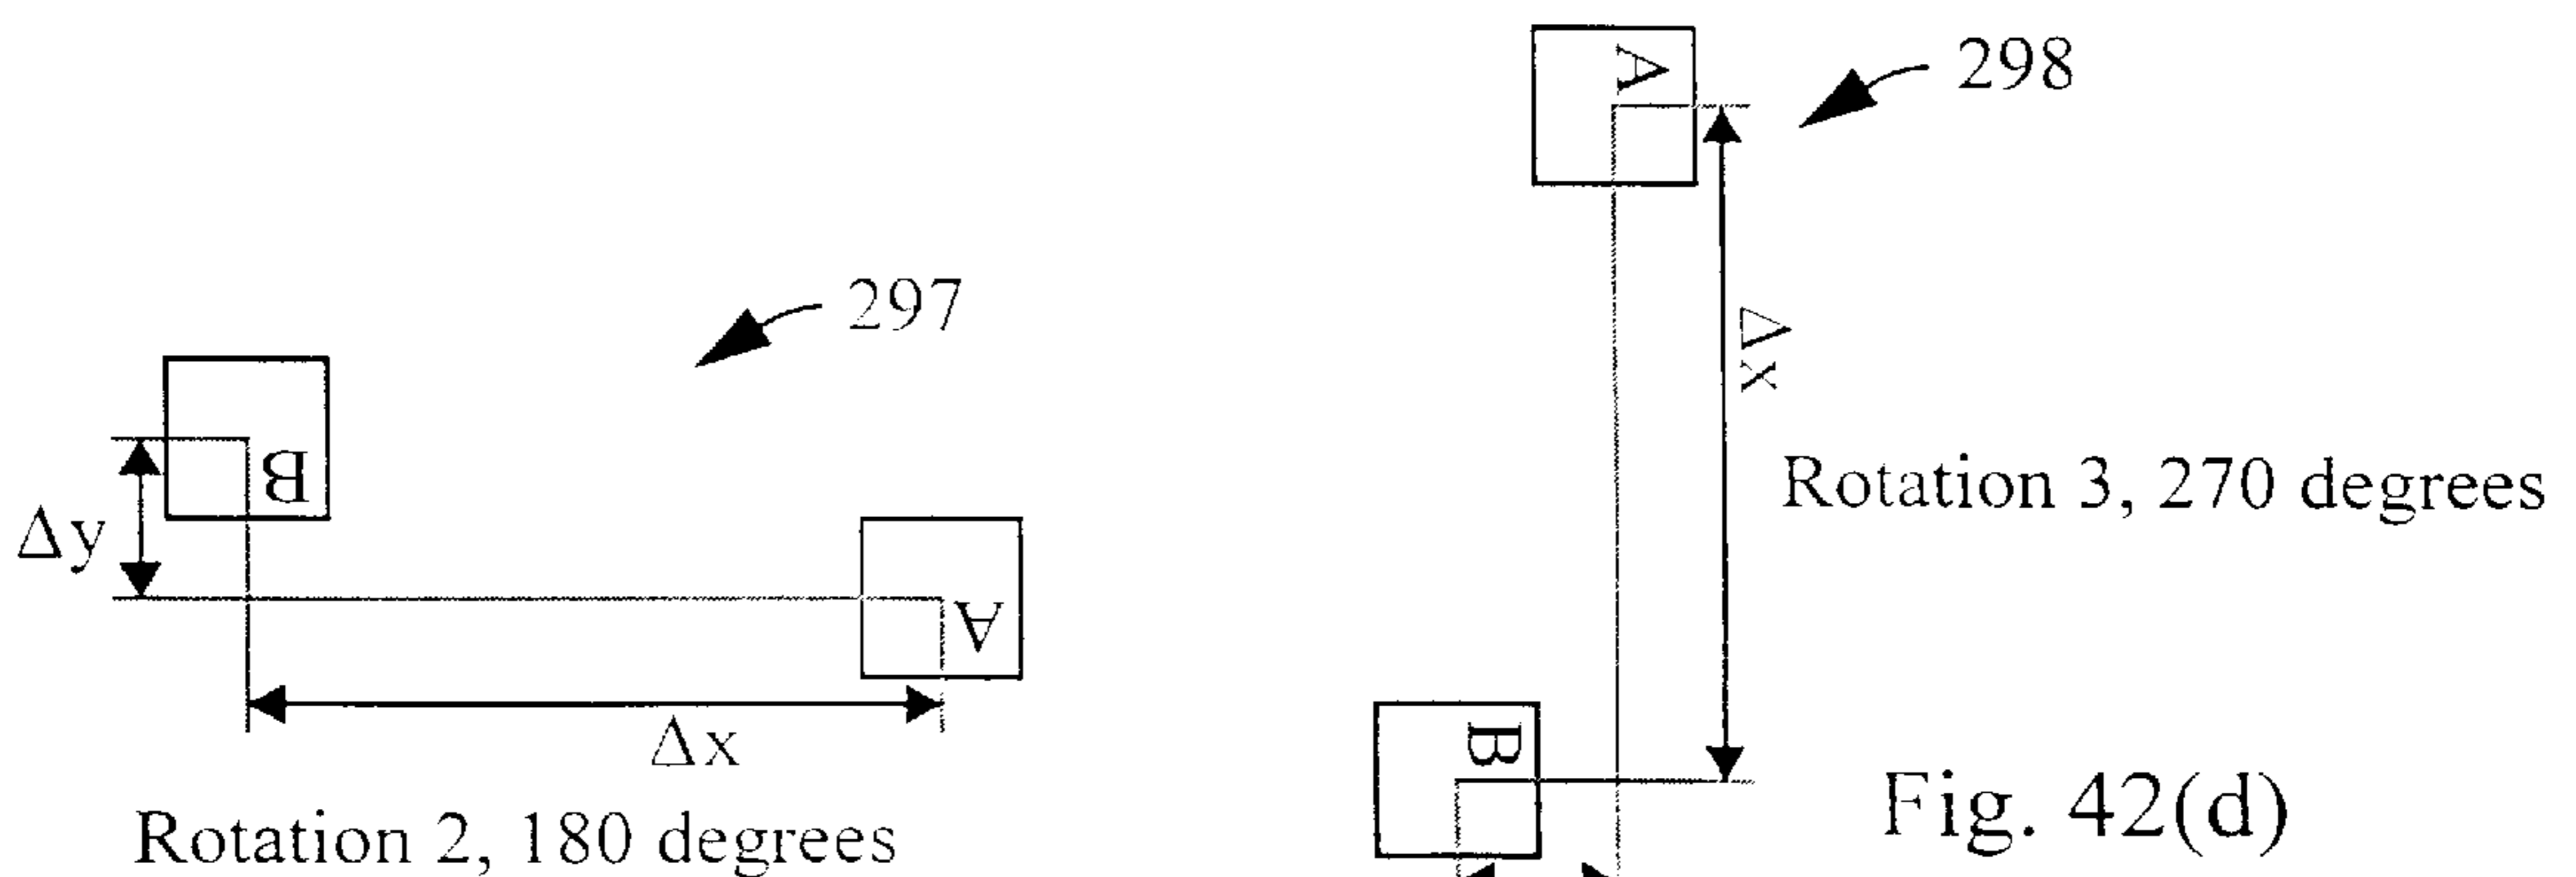 297
B
Δy
A
Δx
Rotation 2, 180 degrees
298
A
Δx
Rotation 3, 270 degrees
B
Fig. 42(d)